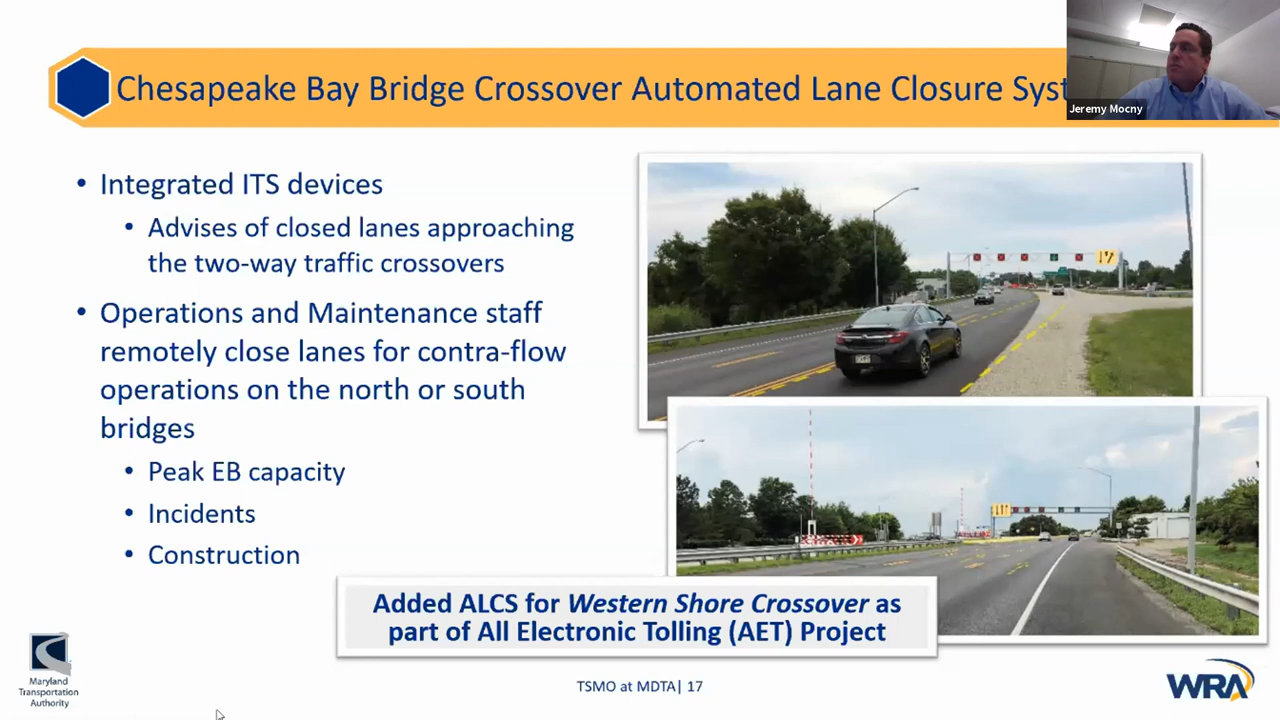 Chesapeake Bay Bridge Crossover Automated Lane Closure Syst
Jeremy Mocny
• Integrated ITS devices
• Advises of closed lanes approaching
the two-way traffic crossovers
• Operations and Maintenance staff
remotely close lanes for contra-flow
operations on the north or south
bridges
• Peak EB capacity
• Incidents
• Construction
Added ALCS for Western Shore Crossover as
part of All Electronic Tolling (AET) Project
Maryland
Transportation
Authority
TSMO at MDTA| 17
WRA